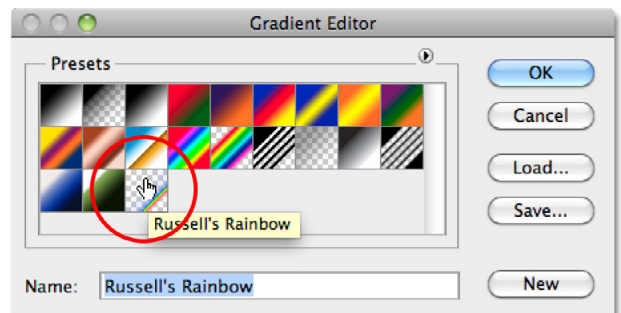 Gradient Editor
Presets
OK
Cancel
Load...
Save...
Russell's Rainbow
Name: Russell's Rainbow
New